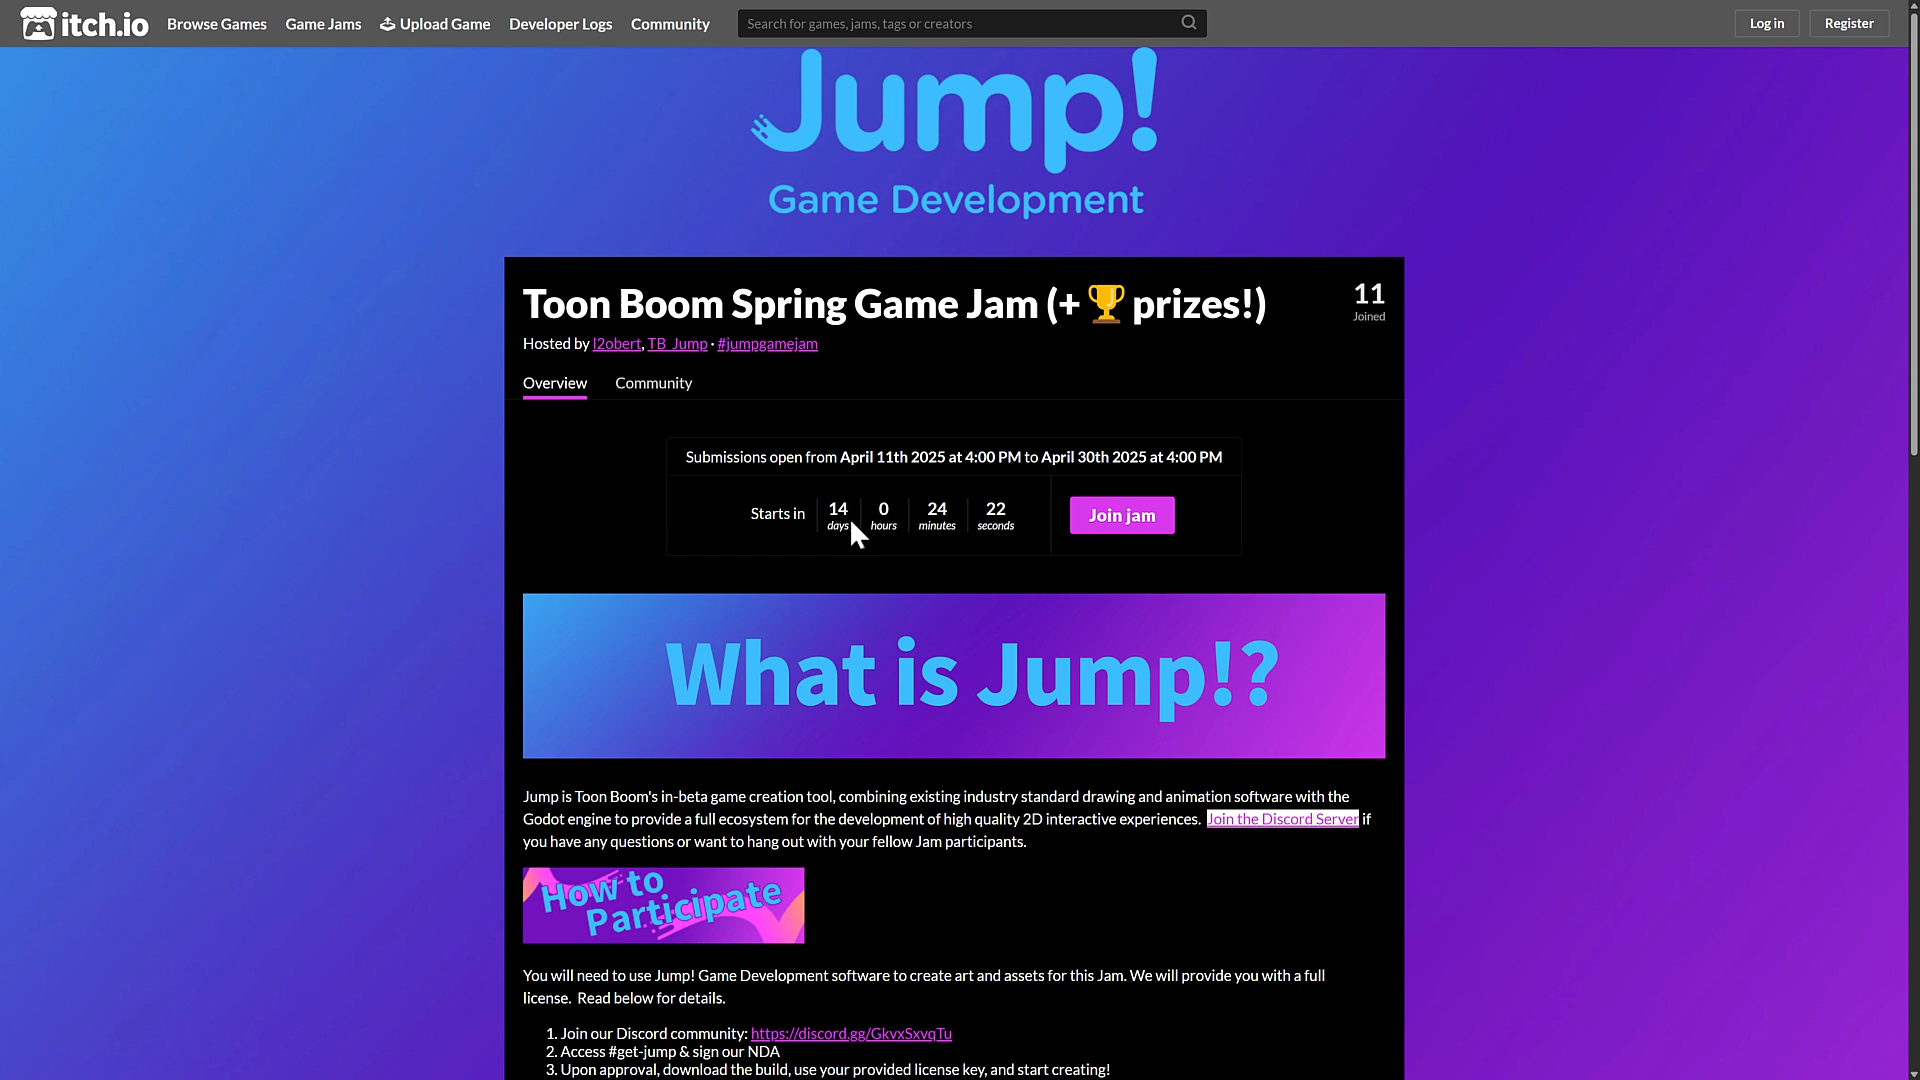 itch.io
Browse Games
Game Jams
Upload Game
Developer Logs
Community
Search for games, jams, tags or creators
Log in
Register
Jump!
Game Development
Toon Boom Spring Game Jam (+ 🏆 prizes!)
11
Joined
Hosted by l2obert, TB_Jump · #jumpgamejam
Overview
Community
Submissions open from April 11th 2025 at 4:00 PM to April 30th 2025 at 4:00 PM
Starts in
14
days
0
hours
24
minutes
22
seconds
Join jam
What is Jump!?
Jump is Toon Boom's in-beta game creation tool, combining existing industry standard drawing and animation software with the
Godot engine to provide a full ecosystem for the development of high quality 2D interactive experiences. Join the Discord Server if
you have any questions or want to hang out with your fellow Jam participants.
How to
Participate
You will need to use Jump! Game Development software to create art and assets for this Jam. We will provide you with a full
license. Read below for details.
1. Join our Discord community: https://discord.gg/GkvxSxvqTu
2. Access #get-jump & sign our NDA
3. Upon approval, download the build, use your provided license key, and start creating!